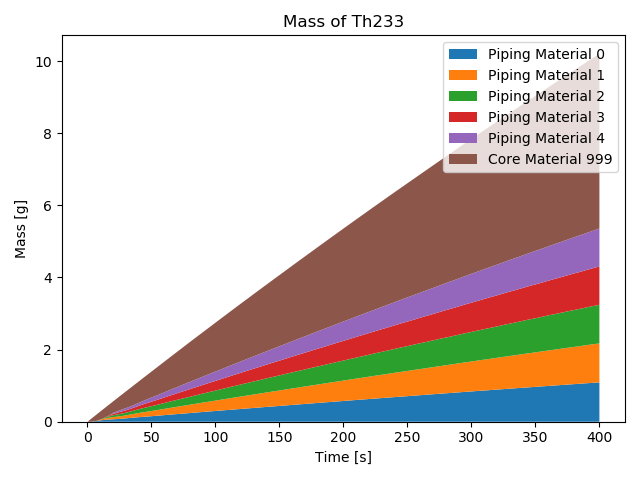 Mass of Th233
Piping Material 0
Piping Material 1
Piping Material 2
Piping Material 3
Piping Material 4
Core Material 999
Mass [g]
10
8
6
4
2
0
0 50 100 150 200 250 300 350 400
Time [s]